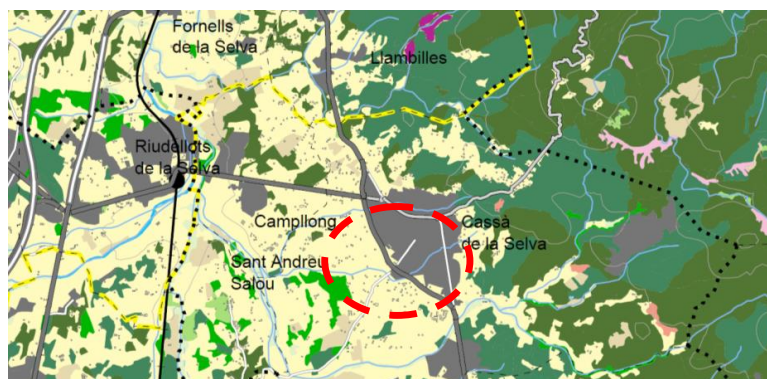 Fornells
de la Selva
Llambilles
Riudellots
de la Selva
Campllong
Cassà
de la Selva
Sant Andreu
Salou